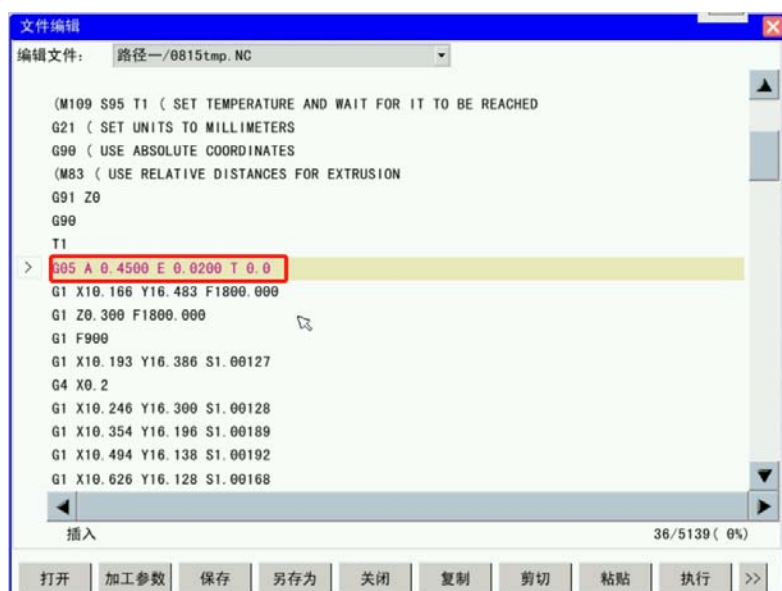 文件编辑
编辑文件: 路径一/0815tmp.NC
(M109 S95 T1 ( SET TEMPERATURE AND WAIT FOR IT TO BE REACHED
G21 ( SET UNITS TO MILLIMETERS
G90 ( USE ABSOLUTE COORDINATES
(M83 ( USE RELATIVE DISTANCES FOR EXTRUSION
G91 Z0
G90
T1
> G05 A 0.4500 E 0.0200 T 0.0
G1 X10.166 Y16.483 F1800.000
G1 Z0.300 F1800.000
G1 F900
G1 X10.193 Y16.386 S1.00127
G4 X0.2
G1 X10.246 Y16.300 S1.00128
G1 X10.354 Y16.196 S1.00189
G1 X10.494 Y16.138 S1.00192
G1 X10.626 Y16.128 S1.00168
插入 36/5139( 0%)
打开 加工参数 保存 另存为 关闭 复制 剪切 粘贴 执行 >>